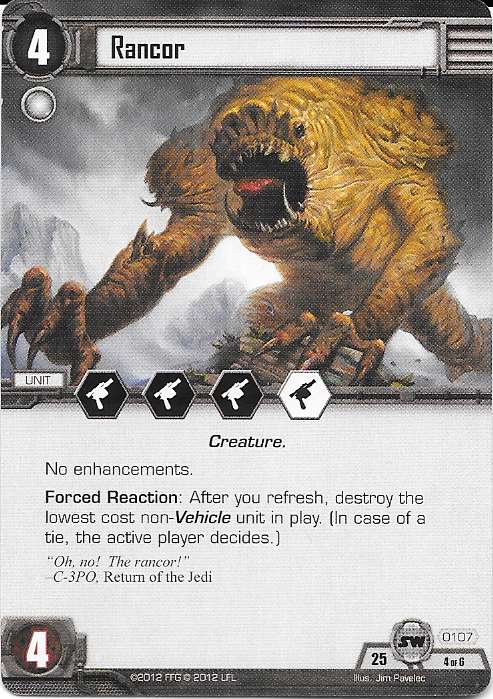 4
Rancor
UNIT
Creature.
No enhancements.
Forced Reaction: After you refresh, destroy the
lowest cost non-Vehicle unit in play. (In case of a
tie, the active player decides.)
“Oh, no!  The rancor!”
–C-3PO, Return of the Jedi
4
SW
0107
25
4 OF 6
©2012 FFG © 2012 LFL
Illus. Jim Pavelec